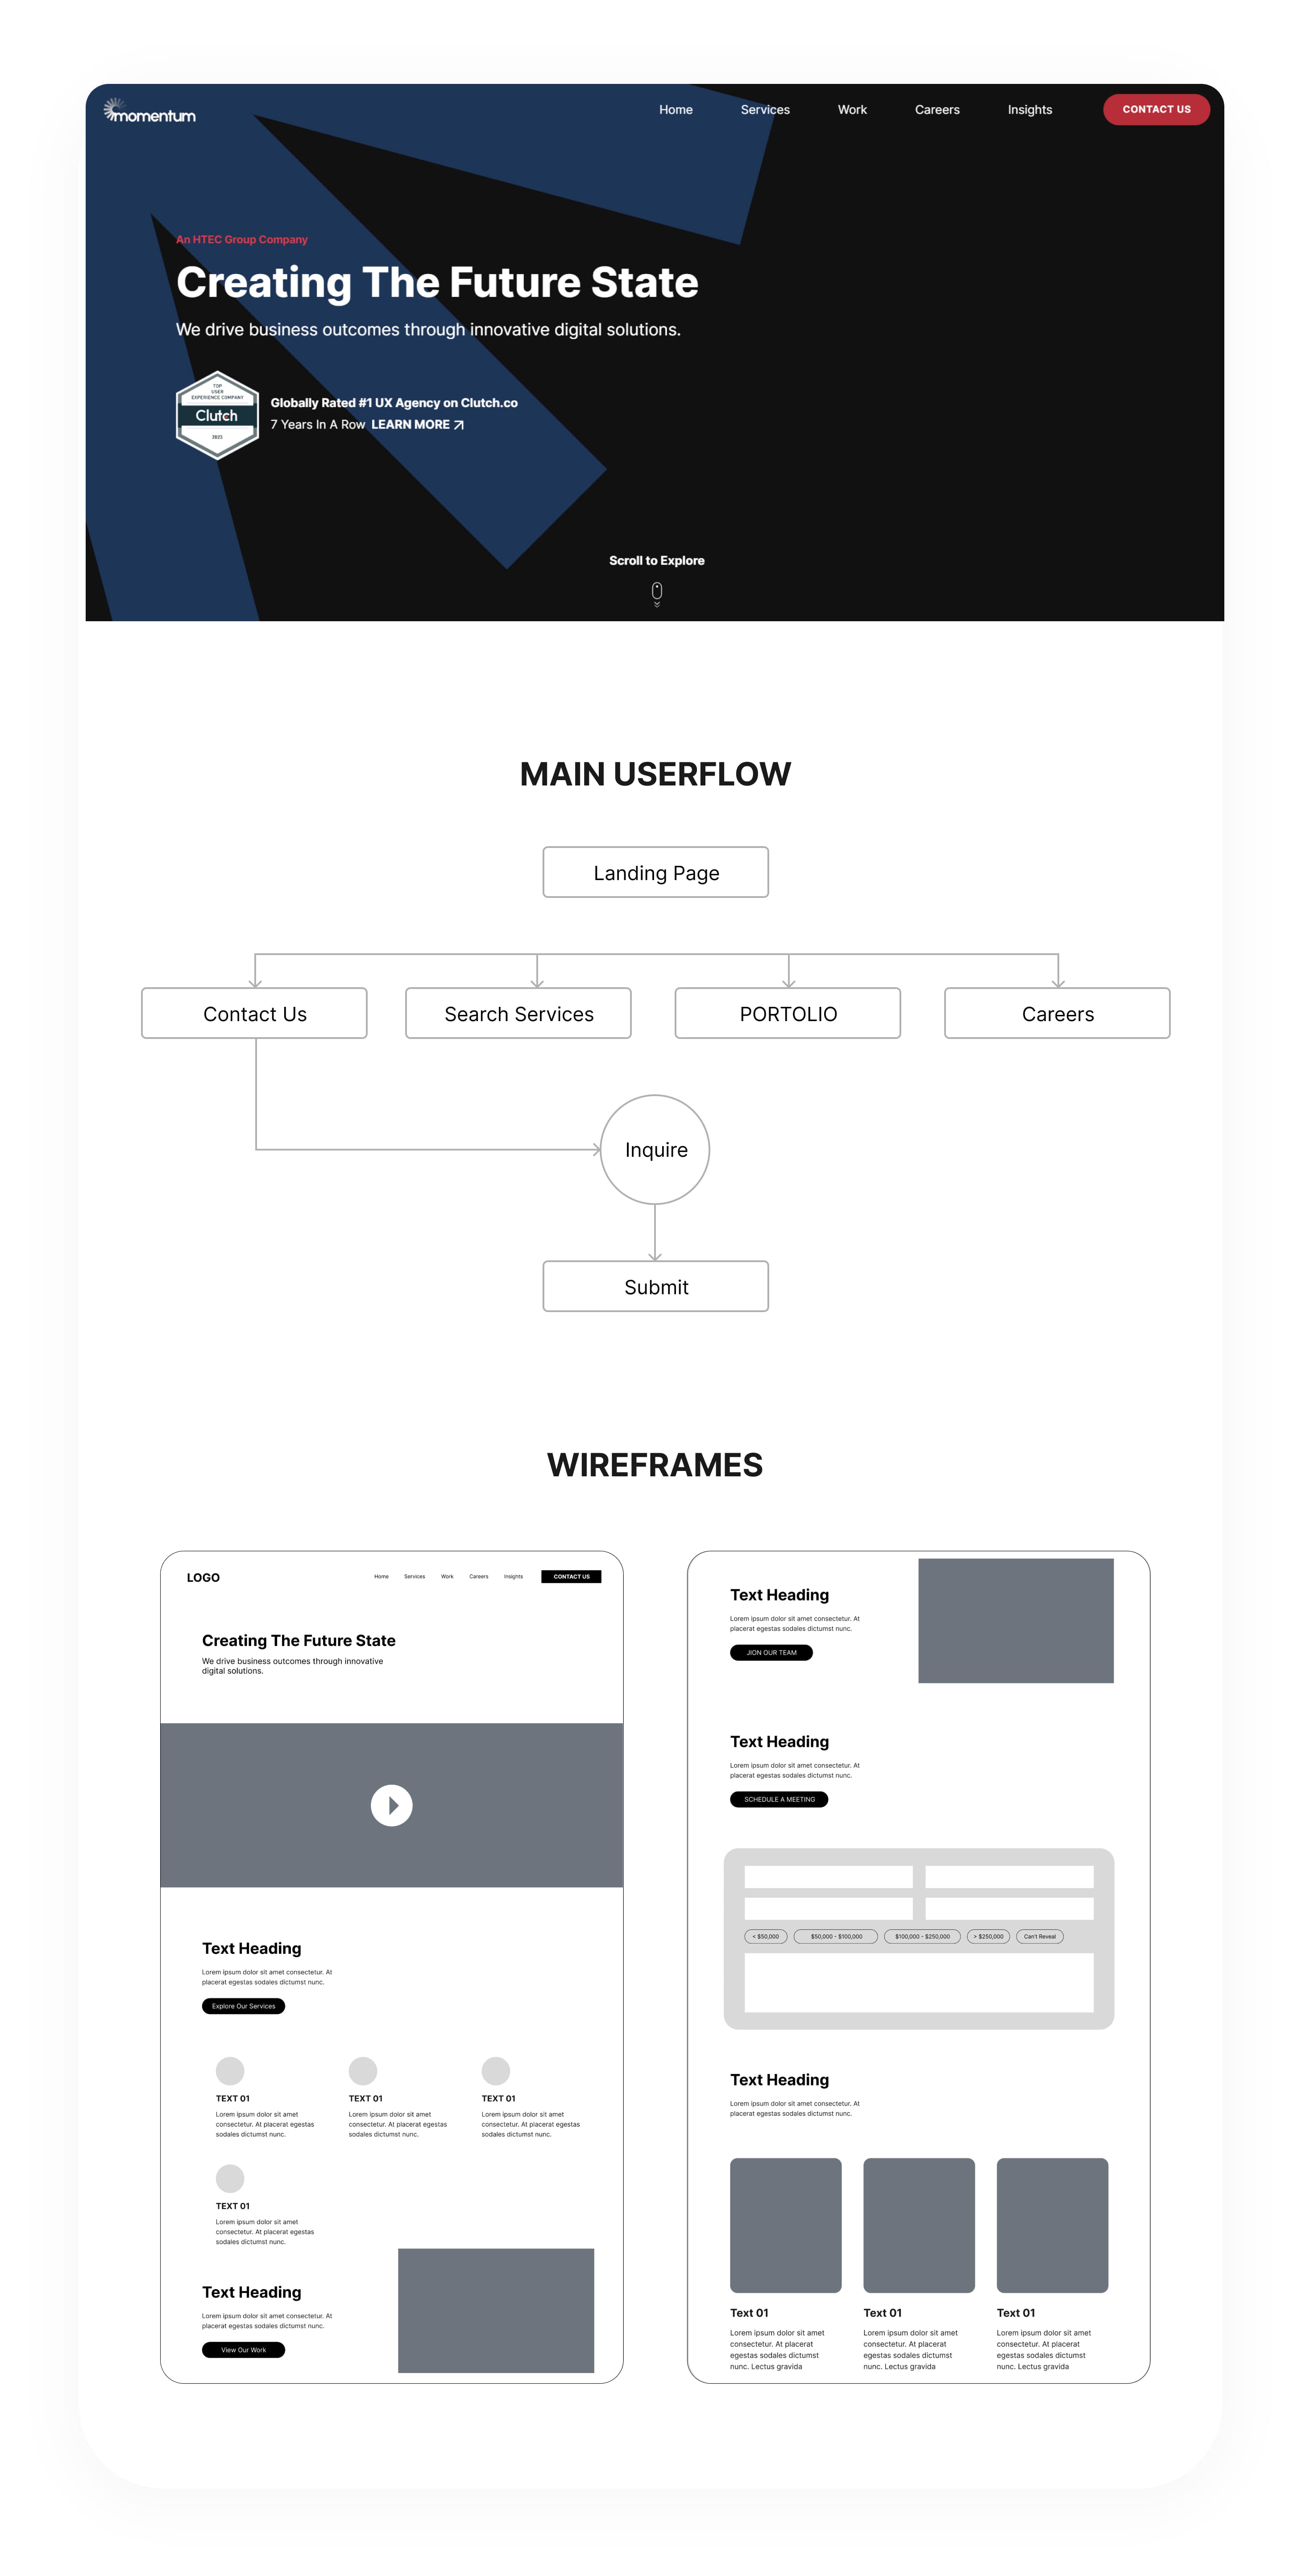 momentum
Home Services Work Careers Insights CONTACT US
An HTEC Group Company
Creating The Future State
We drive business outcomes through innovative digital solutions.
TOP
USER
EXPERIENCE COMPANY
Clutch
2023
Globally Rated #1 UX Agency on Clutch.co
7 Years In A Row LEARN MORE
Scroll to Explore
MAIN USERFLOW
Landing Page
Contact Us
Search Services
PORTOLIO
Careers
Inquire
Submit
WIREFRAMES
LOGO
Home Services Work Careers Insights CONTACT US
Creating The Future State
We drive business outcomes through innovative
digital solutions.
Text Heading
Lorem ipsum dolor sit amet consectetur. At
placerat egestas sodales dictumst nunc.
Explore Our Services
TEXT 01
Lorem ipsum dolor sit amet
consectetur. At placerat egestas
sodales dictumst nunc.
TEXT 01
Lorem ipsum dolor sit amet
consectetur. At placerat egestas
sodales dictumst nunc.
TEXT 01
Lorem ipsum dolor sit amet
consectetur. At placerat egestas
sodales dictumst nunc.
TEXT 01
Lorem ipsum dolor sit amet
consectetur. At placerat egestas
sodales dictumst nunc.
Text Heading
Lorem ipsum dolor sit amet consectetur. At
placerat egestas sodales dictumst nunc.
View Our Work
Text Heading
Lorem ipsum dolor sit amet consectetur. At
placerat egestas sodales dictumst nunc.
JION OUR TEAM
Text Heading
Lorem ipsum dolor sit amet consectetur. At
placerat egestas sodales dictumst nunc.
SCHEDULE A MEETING
< $50,000 $50,000 - $100,000 $100,000 - $250,000 > $250,000 Can't Reveal
Text Heading
Lorem ipsum dolor sit amet consectetur. At
placerat egestas sodales dictumst nunc.
Text 01
Lorem ipsum dolor sit amet
consectetur. At placerat
egestas sodales dictumst
nunc. Lectus gravida
Text 01
Lorem ipsum dolor sit amet
consectetur. At placerat
egestas sodales dictumst
nunc. Lectus gravida
Text 01
Lorem ipsum dolor sit amet
consectetur. At placerat
egestas sodales dictumst
nunc. Lectus gravida